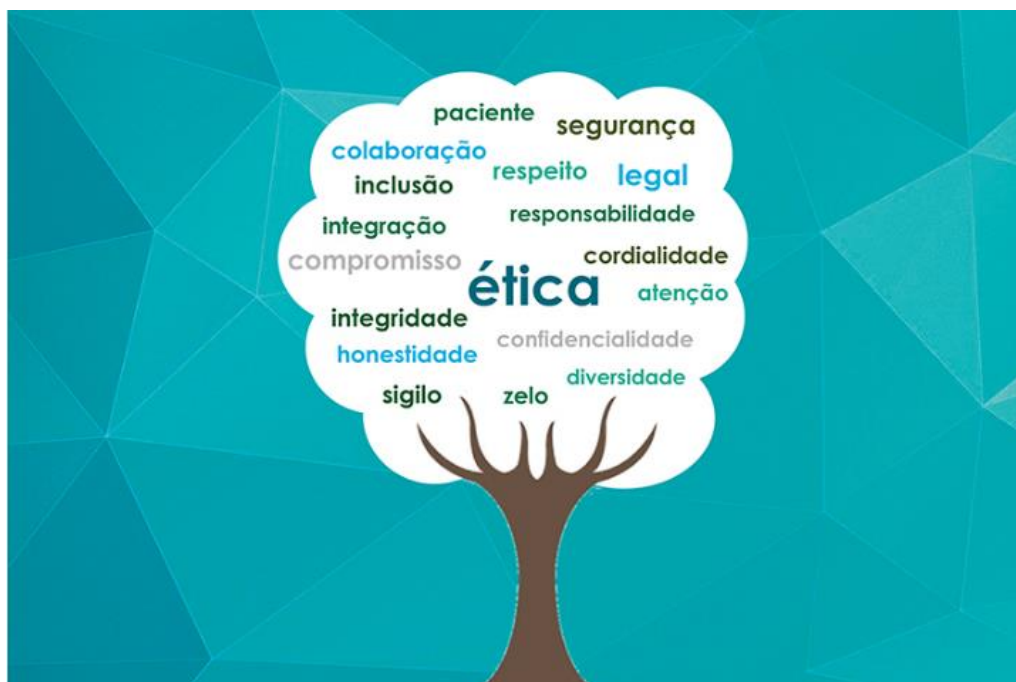 paciente
segurança
colaboração
respeito
legal
inclusão
responsabilidade
integração
cordialidade
compromisso
ética
atenção
integridade
confidencialidade
honestidade
diversidade
sigilo
zelo